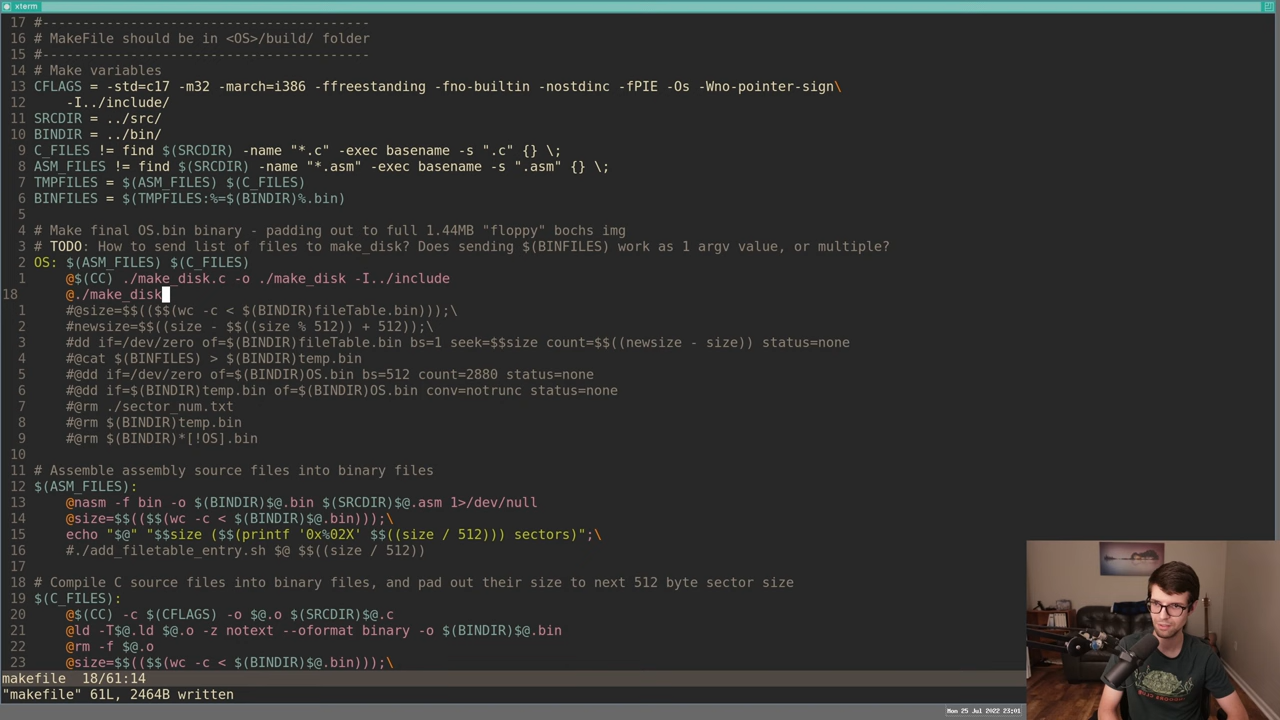 xterm
17 #-----------------------------------------
16 # MakeFile should be in <OS>/build/ folder
15 #-----------------------------------------
14 # Make variables
13 CFLAGS = -std=c17 -m32 -march=i386 -ffreestanding -fno-builtin -nostdinc -fPIE -Os -Wno-pointer-sign\
12     -I../include/
11 SRCDIR = ../src/
10 BINDIR = ../bin/
9 C_FILES != find $(SRCDIR) -name "*.c" -exec basename -s ".c" {} \;
8 ASM_FILES != find $(SRCDIR) -name "*.asm" -exec basename -s ".asm" {} \;
7 TMPFILES = $(ASM_FILES) $(C_FILES)
6 BINFILES = $(TMPFILES:%=$(BINDIR)%.bin)
5
4 # Make final OS.bin binary - padding out to full 1.44MB "floppy" bochs img
3 # TODO: How to send list of files to make_disk? Does sending $(BINFILES) work as 1 argv value, or multiple?
2 OS: $(ASM_FILES) $(C_FILES)
1     @$(CC) ./make_disk.c -o ./make_disk -I../include
18     @./make_disk
1     #@size=$$(($$(wc -c < $(BINDIR)fileTable.bin)));\
2     #newsize=$$((size - $$((size % 512)) + 512));\
3     #dd if=/dev/zero of=$(BINDIR)fileTable.bin bs=1 seek=$$size count=$$((newsize - size)) status=none
4     #@cat $(BINFILES) > $(BINDIR)temp.bin
5     #@dd if=/dev/zero of=$(BINDIR)OS.bin bs=512 count=2880 status=none
6     #@dd if=$(BINDIR)temp.bin of=$(BINDIR)OS.bin conv=notrunc status=none
7     #@rm ./sector_num.txt
8     #@rm $(BINDIR)temp.bin
9     #@rm $(BINDIR)*[!OS].bin
10
11 # Assemble assembly source files into binary files
12 $(ASM_FILES):
13     @nasm -f bin -o $(BINDIR)$@.bin $(SRCDIR)$@.asm 1>/dev/null
14     @size=$$(($$(wc -c < $(BINDIR)$@.bin)));\
15     echo "$@" "$$size ($$(printf '0x%02X' $$((size / 512))) sectors)";\
16     #./add_filetable_entry.sh $@ $$((size / 512))
17
18 # Compile C source files into binary files, and pad out their size to next 512 byte sector size
19 $(C_FILES):
20     @$(CC) -c $(CFLAGS) -o $@.o $(SRCDIR)$@.c
21     @ld -T$@.ld $@.o -z notext --oformat binary -o $(BINDIR)$@.bin
22     @rm -f $@.o
23     @size=$$(($$(wc -c < $(BINDIR)$@.bin)));\
makefile  18/61:14
"makefile" 61L, 2464B written
Mon 25 Jul 2022 23:01